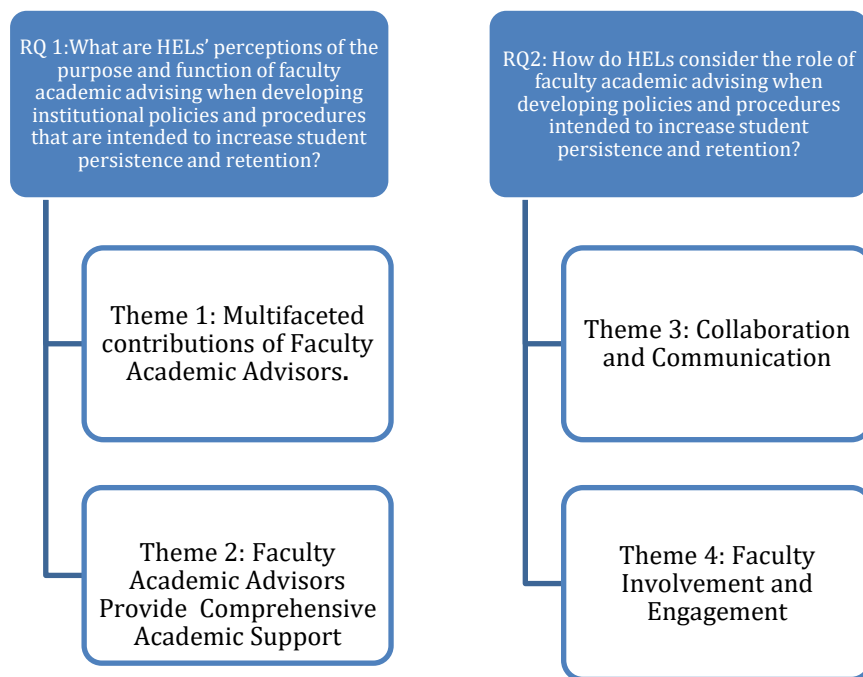 RQ 1:What are HELs’ perceptions of the
purpose and function of faculty
academic advising when developing
institutional policies and procedures
that are intended to increase student
persistence and retention?
Theme 1: Multifaceted
contributions of Faculty
Academic Advisors.
Theme 2: Faculty
Academic Advisors
Provide  Comprehensive
Academic Support
RQ2: How do HELs consider the role of
faculty academic advising when
developing policies and procedures
intended to increase student
persistence and retention?
Theme 3: Collaboration
and Communication
Theme 4: Faculty
Involvement and
Engagement